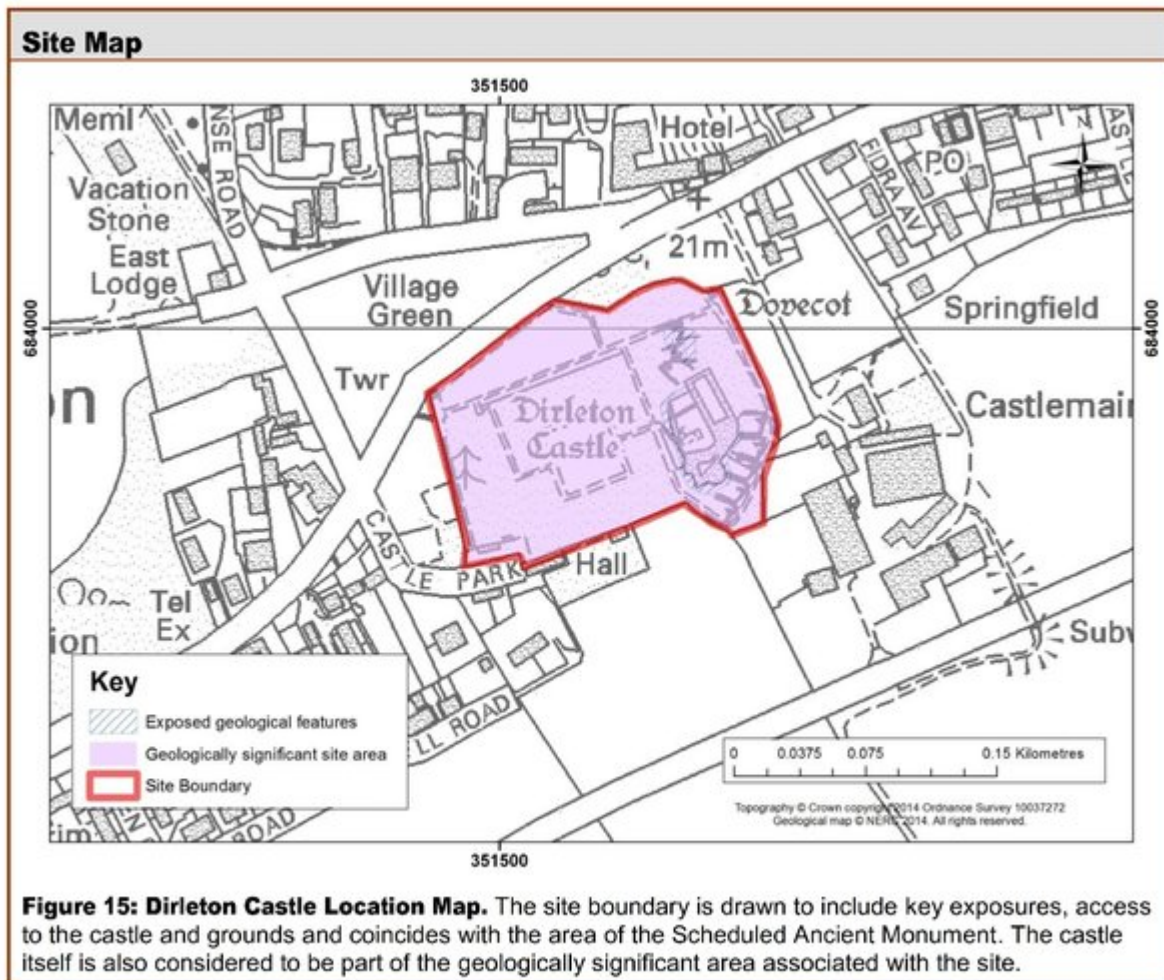 Site Map
351500
Meml
NSE ROAD
Hotel
PO
FIDRA AV
Vacation
Stone
East
Lodge
21m
Village
Green
Dovecot
Springfield
684000
684000
Twr
Dirleton
Castle
Castlemain
on
CASTLE PARK
Hall
Tel
Ex
ion
Subw
Key
Exposed geological features
Geologically significant site area
Site Boundary
LL ROAD
0 0.0375 0.075 0.15 Kilometres
Topography © Crown copyright 2014 Ordnance Survey 10037272
Geological map © NERC 2014. All rights reserved.
EN ROAD
fim
351500
Figure 15: Dirleton Castle Location Map. The site boundary is drawn to include key exposures, access
to the castle and grounds and coincides with the area of the Scheduled Ancient Monument. The castle
itself is also considered to be part of the geologically significant area associated with the site.